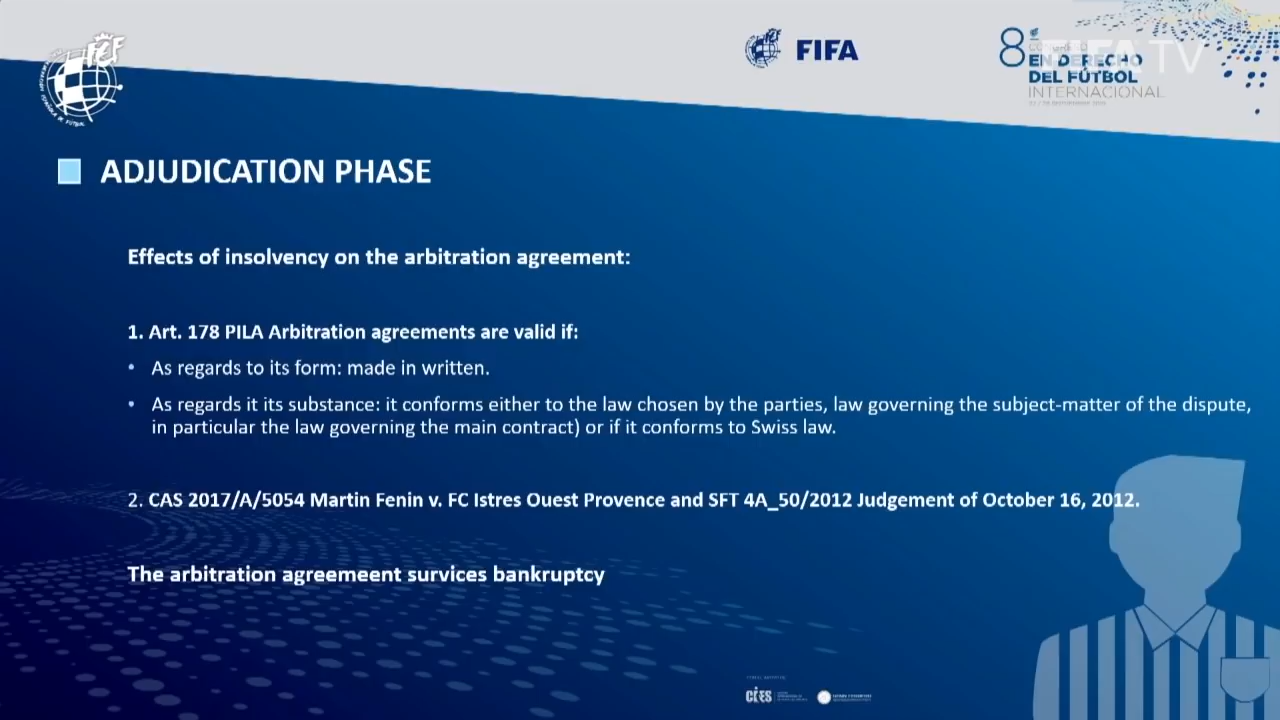 RFEF
FIFA
8º
FIFA TV
EN DERECHO
DEL FÚTBOL
INTERNACIONAL
ADJUDICATION PHASE
Effects of insolvency on the arbitration agreement:
1. Art. 178 PILA Arbitration agreements are valid if:
• As regards to its form: made in written.
• As regards it its substance: it conforms either to the law chosen by the parties, law governing the subject-matter of the dispute,
in particular the law governing the main contract) or if it conforms to Swiss law.
2. CAS 2017/A/5054 Martin Fenin v. FC Istres Ouest Provence and SFT 4A_50/2012 Judgement of October 16, 2012.
The arbitration agreemeent survices bankruptcy
CIES